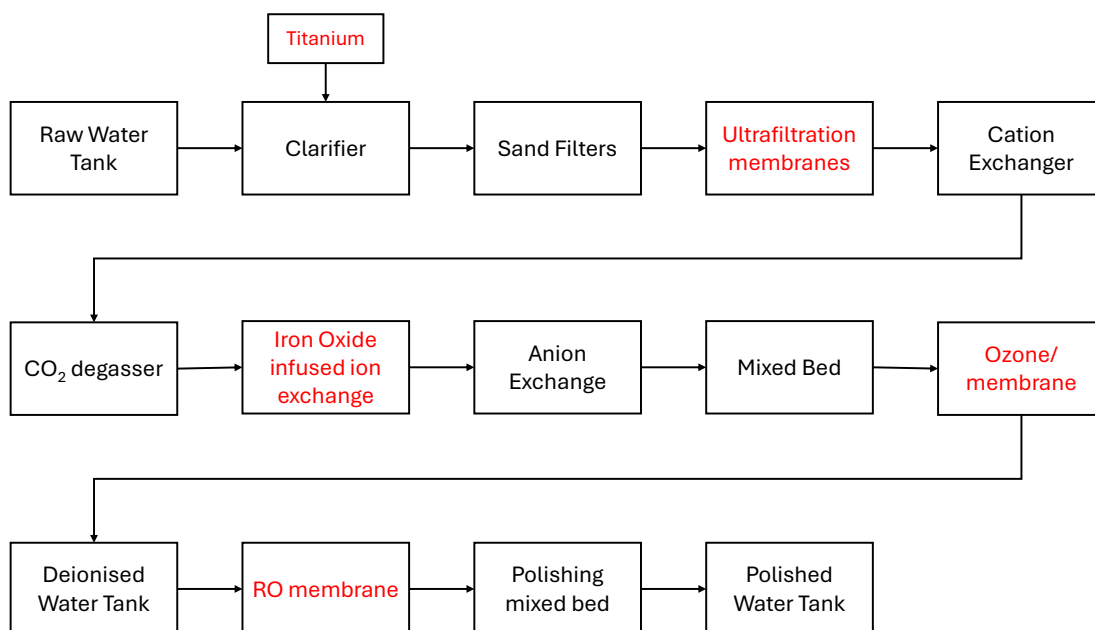 Titanium
Raw Water
Tank
Clarifier
Sand Filters
Ultrafiltration
membranes
Cation
Exchanger
CO₂ degasser
Iron Oxide
infused ion
exchange
Anion
Exchange
Mixed Bed
Ozone/
membrane
Deionised
Water Tank
RO membrane
Polishing
mixed bed
Polished
Water Tank